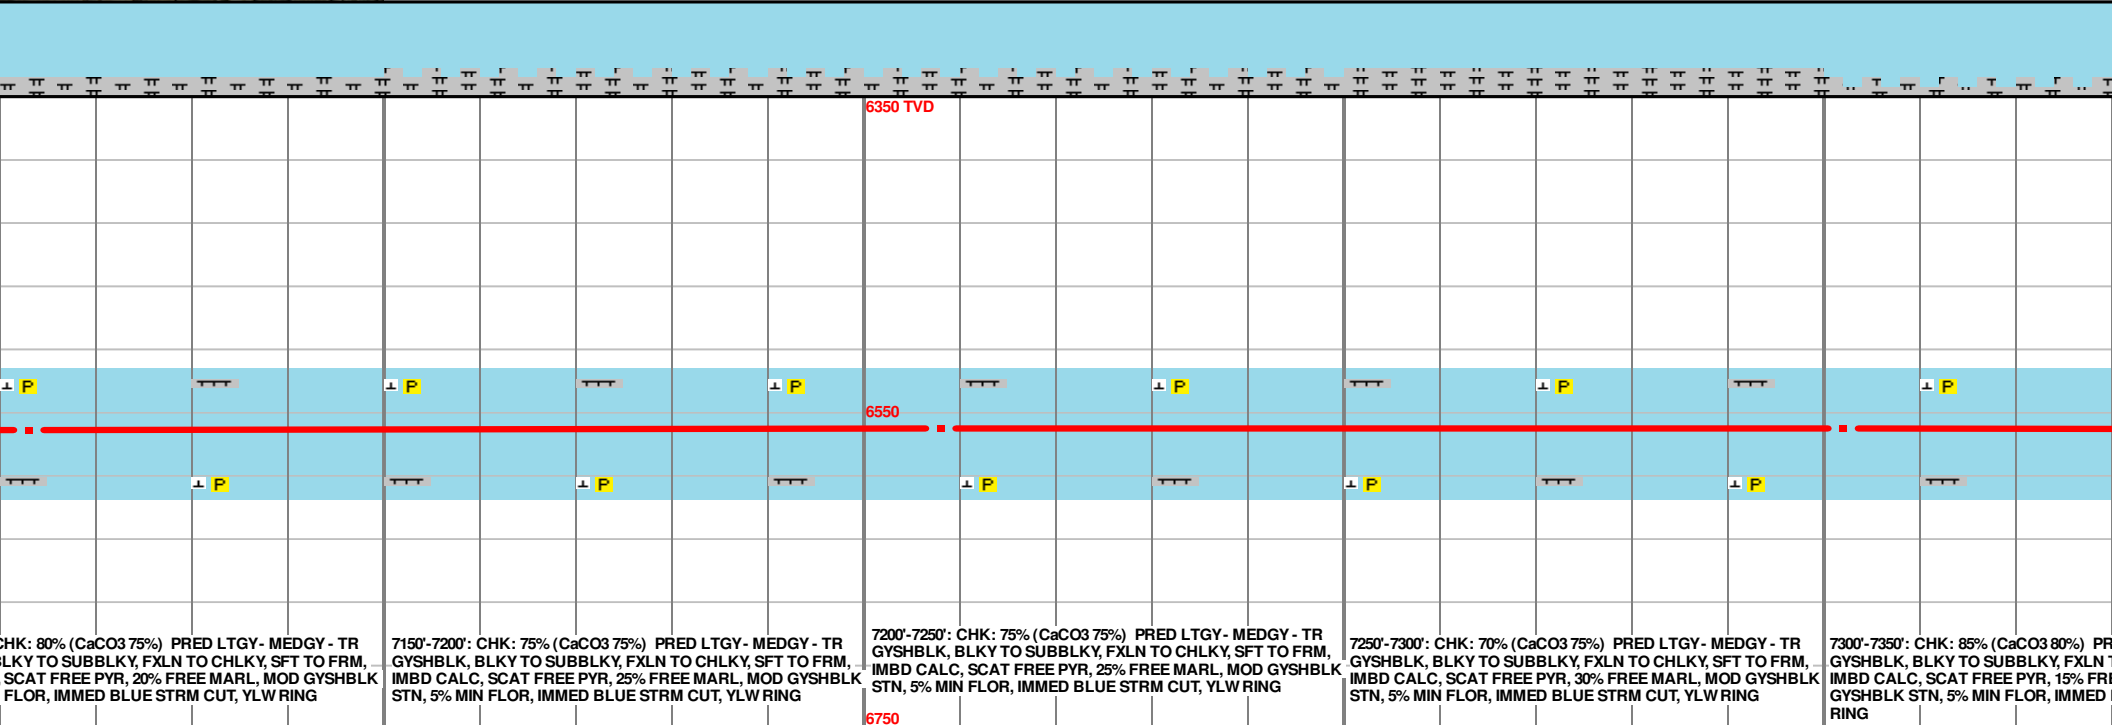 6350 TVD
P P P P P P
6550
P P P P P
CHK: 80% (CaCO3 75%) PRED LTGY- MEDGY - TR
BLKY TO SUBBLKY, FXLN TO CHLKY, SFT TO FRM,
, SCAT FREE PYR, 20% FREE MARL, MOD GYSHBLK
FLOR, IMMED BLUE STRM CUT, YLW RING
7150'-7200': CHK: 75% (CaCO3 75%) PRED LTGY- MEDGY - TR
GYSHBLK, BLKY TO SUBBLKY, FXLN TO CHLKY, SFT TO FRM,
IMBD CALC, SCAT FREE PYR, 25% FREE MARL, MOD GYSHBLK
STN, 5% MIN FLOR, IMMED BLUE STRM CUT, YLW RING
7200'-7250': CHK: 75% (CaCO3 75%) PRED LTGY- MEDGY - TR
GYSHBLK, BLKY TO SUBBLKY, FXLN TO CHLKY, SFT TO FRM,
IMBD CALC, SCAT FREE PYR, 25% FREE MARL, MOD GYSHBLK
STN, 5% MIN FLOR, IMMED BLUE STRM CUT, YLW RING
7250'-7300': CHK: 70% (CaCO3 75%) PRED LTGY- MEDGY - TR
GYSHBLK, BLKY TO SUBBLKY, FXLN TO CHLKY, SFT TO FRM,
IMBD CALC, SCAT FREE PYR, 30% FREE MARL, MOD GYSHBLK
STN, 5% MIN FLOR, IMMED BLUE STRM CUT, YLW RING
7300'-7350': CHK: 85% (CaCO3 80%) PR
GYSHBLK, BLKY TO SUBBLKY, FXLN T
IMBD CALC, SCAT FREE PYR, 15% FRE
GYSHBLK STN, 5% MIN FLOR, IMMED
RING
6750